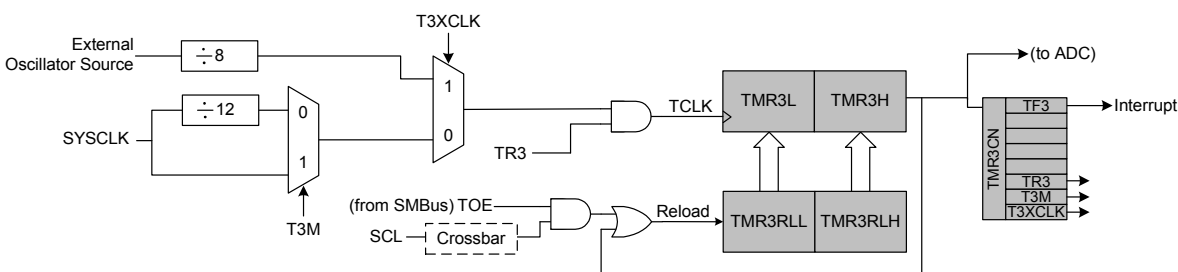 T3XCLK
External
Oscillator Source
÷8
1
0
÷12
0
1
SYSCLK
T3M
TR3
TCLK
TMR3L
TMR3H
(to ADC)
TMR3CN
TF3
Interrupt
TR3
T3M
T3XCLK
(from SMBus) TOE
SCL
Crossbar
Reload
TMR3RLL
TMR3RLH